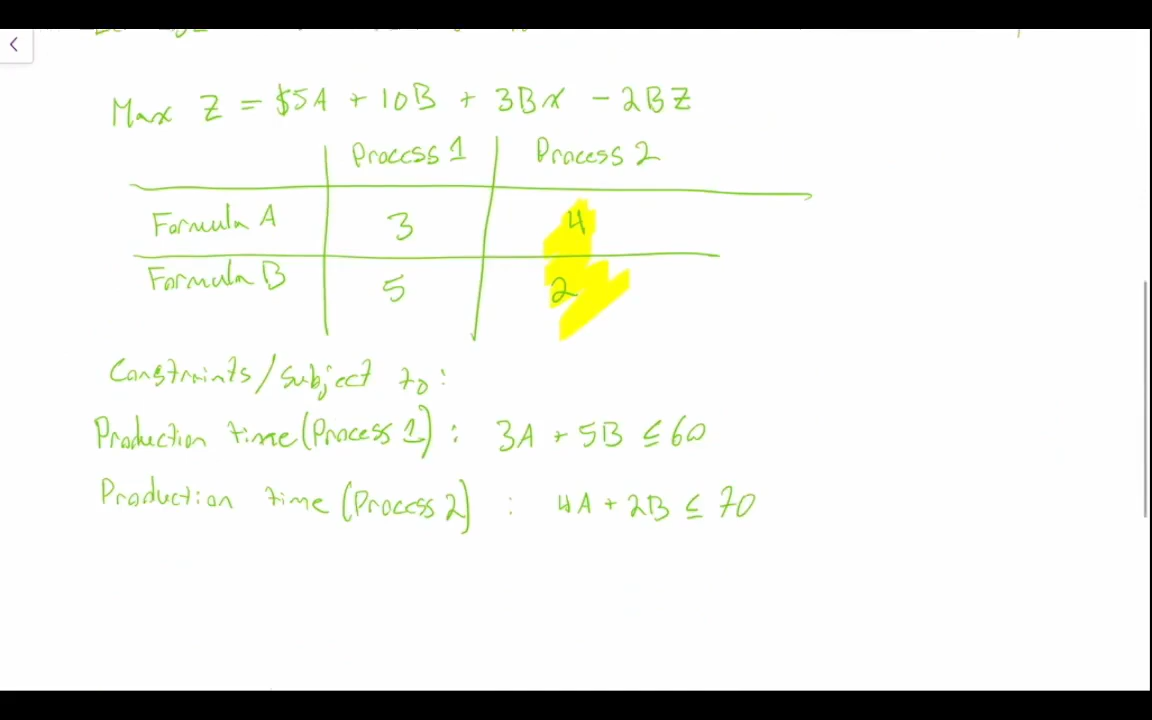 Max Z = $5A + 10B + 3BX - 2BZ
Process 1 Process 2
Formula A 3 4
Formula B 5 2
Constraints/subject to:
Production time (Process 1) : 3A + 5B ≤ 60
Production time (Process 2) : 4A + 2B ≤ 70